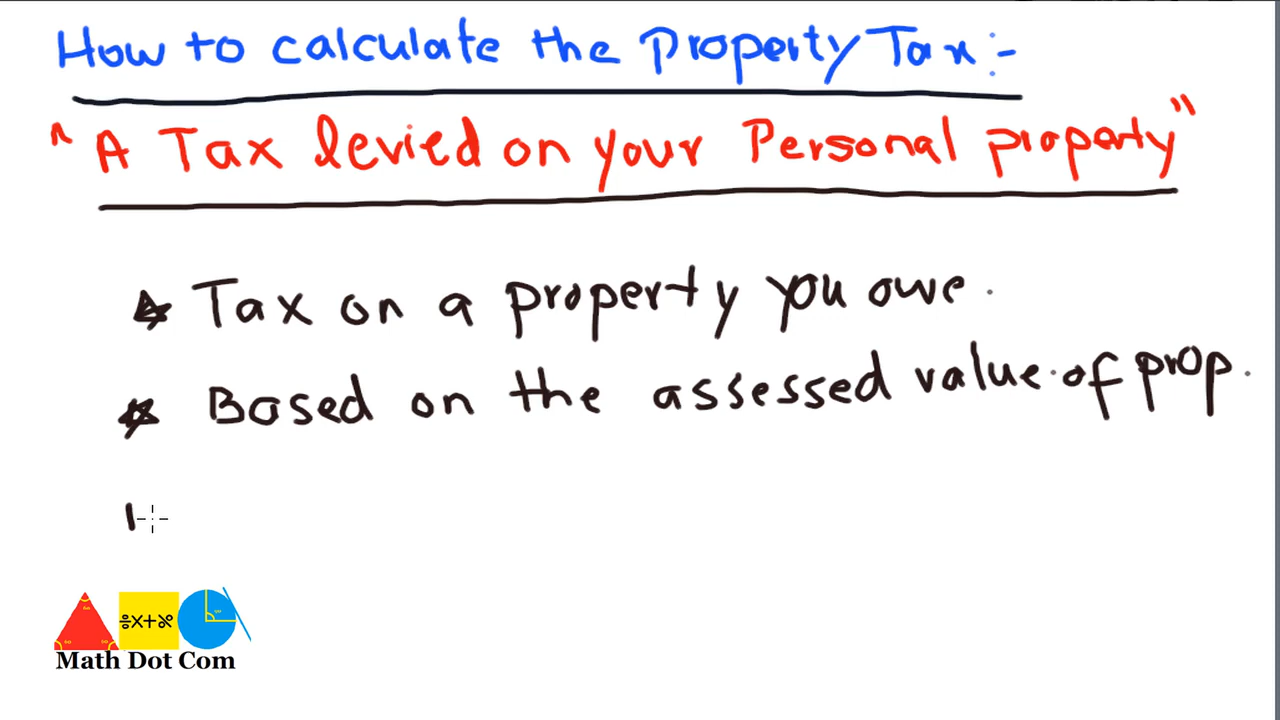 How to calculate the Property Tax:-
"A Tax levied on your Personal property"
Tax on a property you owe.
Based on the assessed value of prop.
÷x+%
Math Dot Com